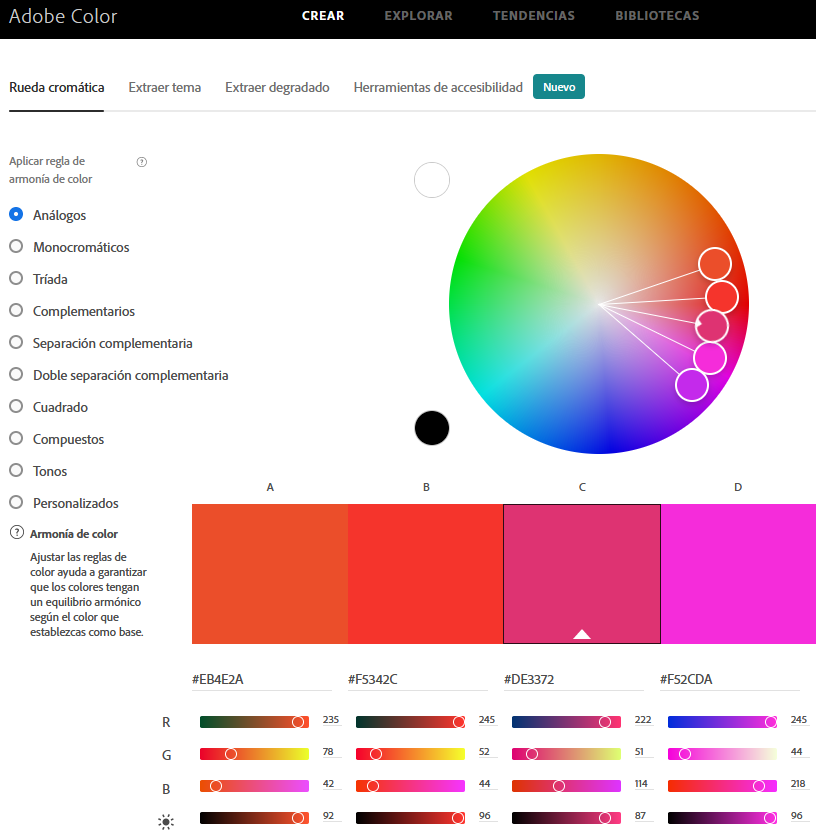 Adobe Color
CREAR EXPLORAR TENDENCIAS BIBLIOTECAS
Rueda cromática Extraer tema Extraer degradado Herramientas de accesibilidad Nuevo
Aplicar regla de
armonía de color
Análogos
Monocromáticos
Tríada
Complementarios
Separación complementaria
Doble separación complementaria
Cuadrado
Compuestos
Tonos
Personalizados
Armonía de color
Ajustar las reglas de
color ayuda a garantizar
que los colores tengan
un equilibrio armónico
según el color que
establezcas como base.
A B C D
#EB4E2A #F5342C #DE3372 #F52CDA
R 235 245 222 245
G 78 52 51 44
B 42 44 114 218
92 96 87 96